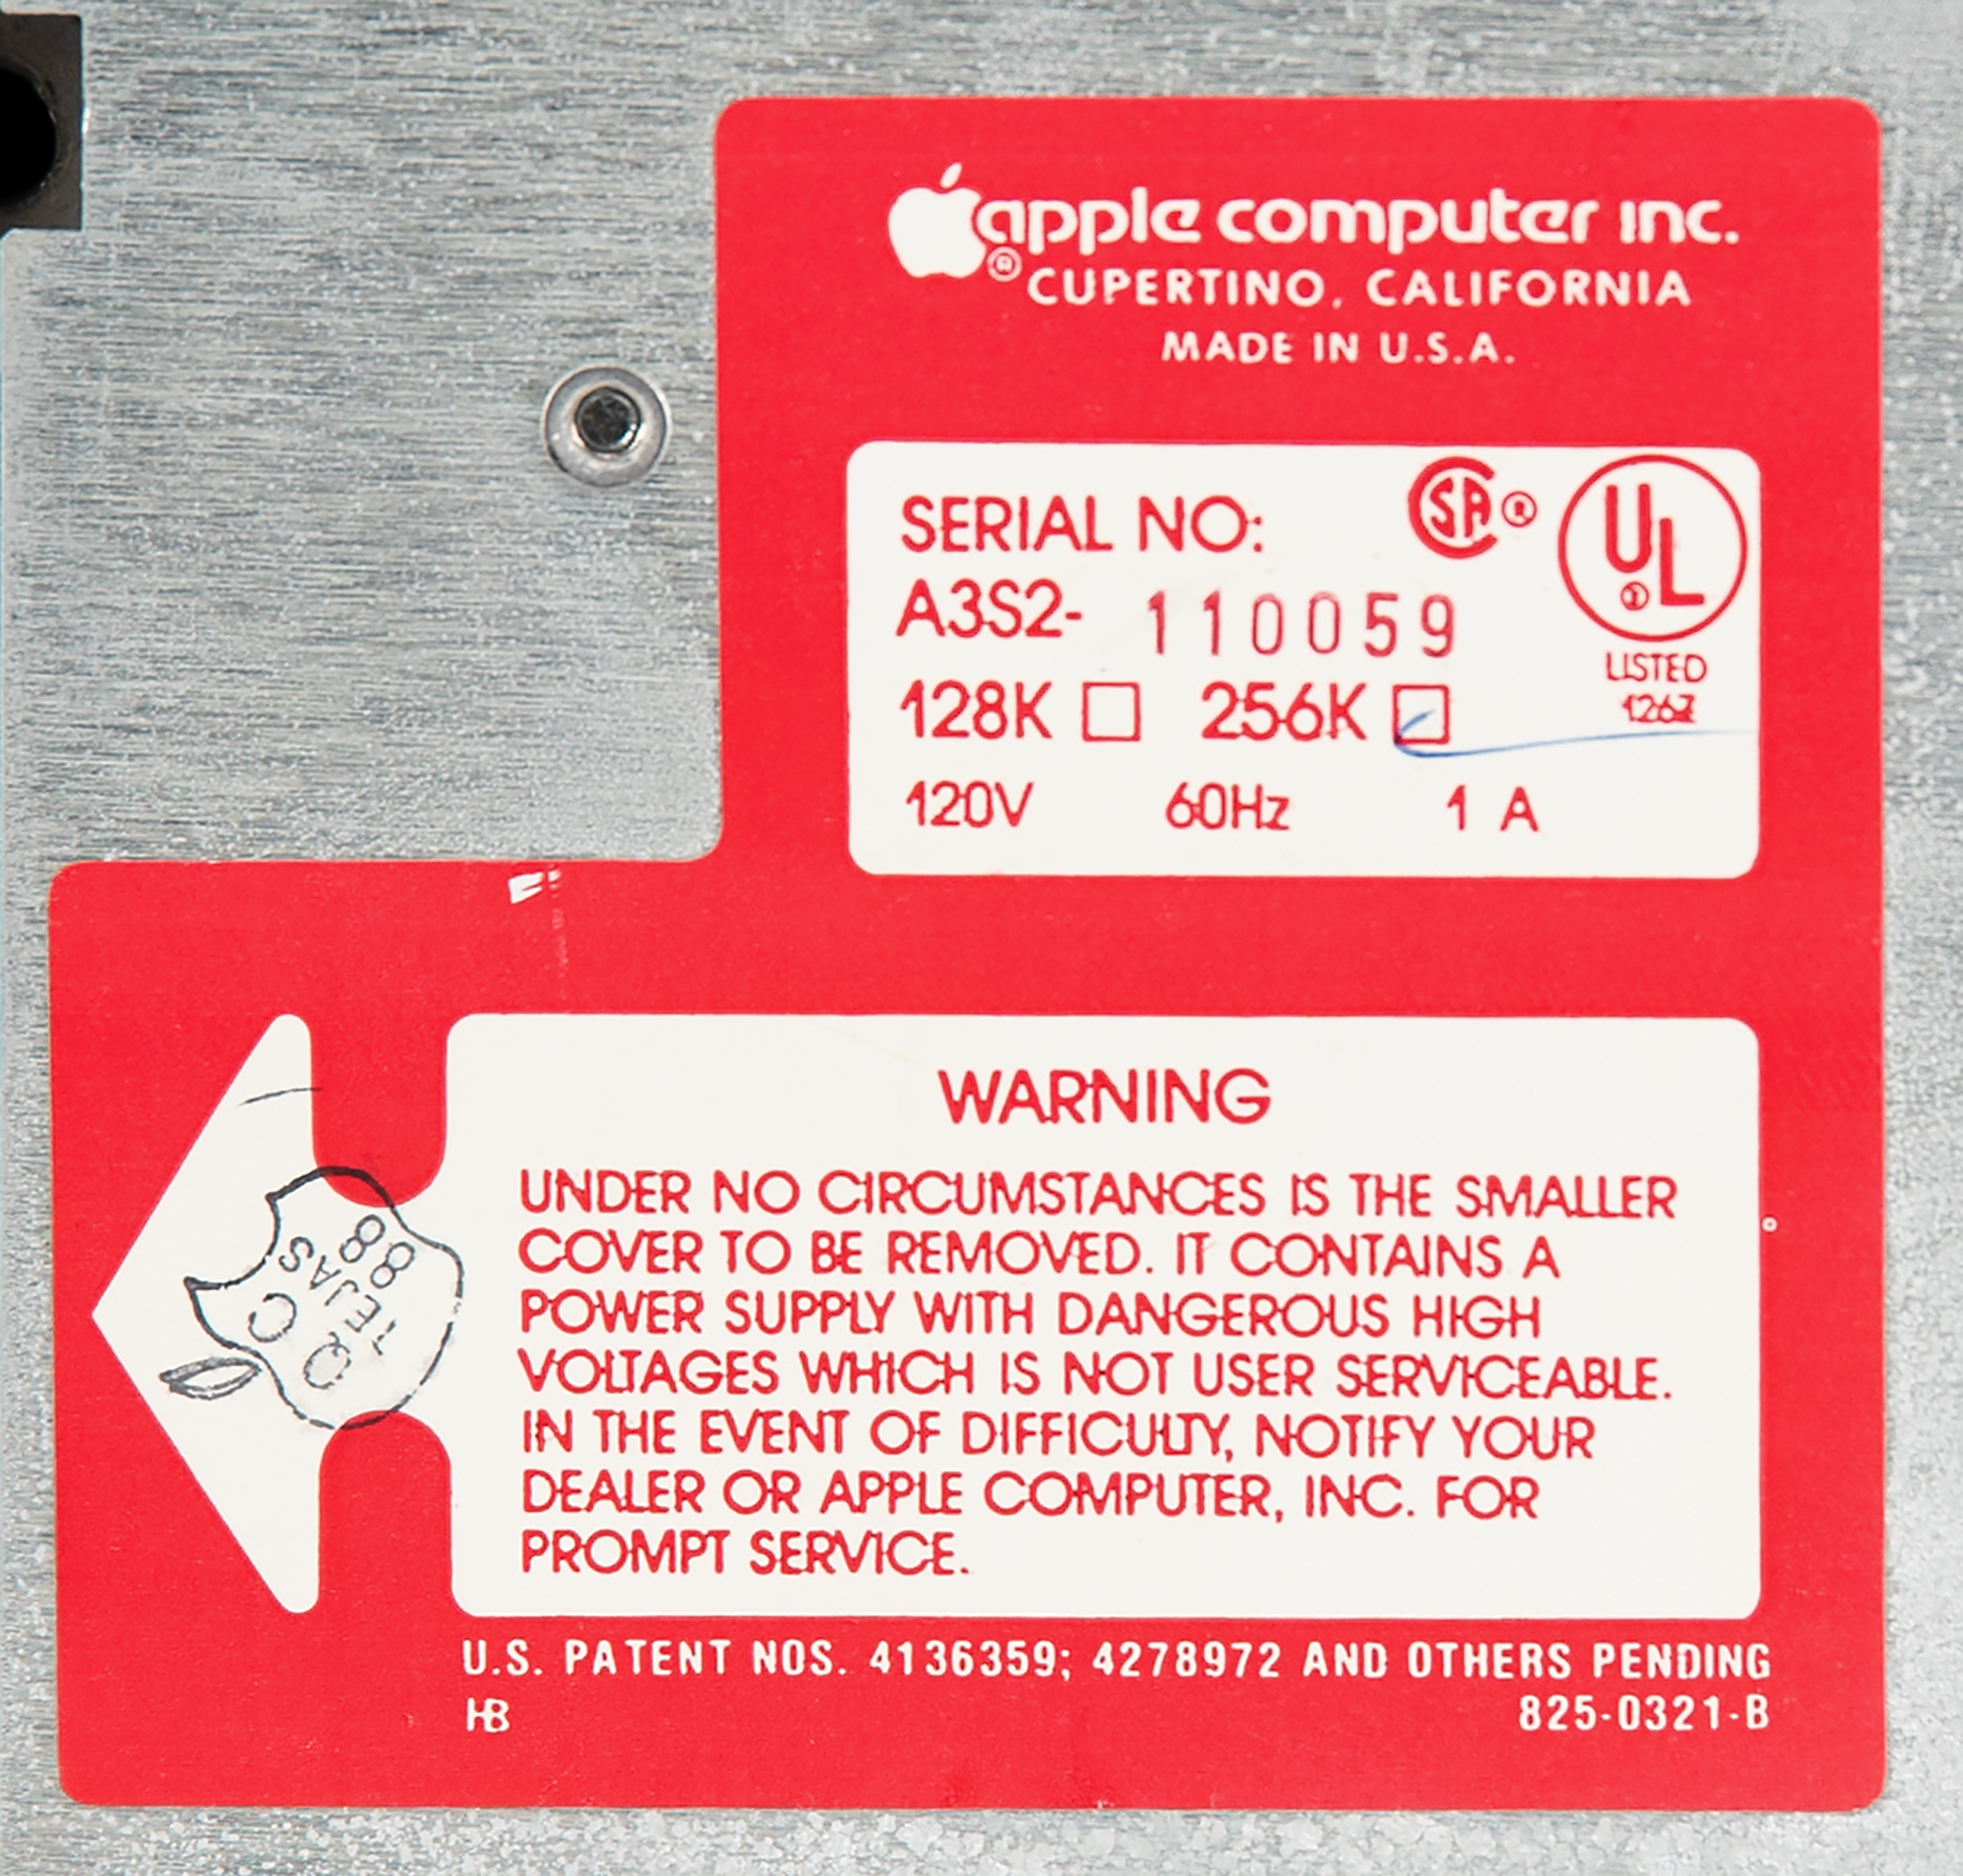 apple computer inc.
®
CUPERTINO, CALIFORNIA
MADE IN U.S.A.
SERIAL NO:
SA ®
UL ®
A3S2- 110059
LISTED
128K 256K
120V 60Hz 1 A
WARNING
UNDER NO CIRCUMSTANCES IS THE SMALLER
COVER TO BE REMOVED. IT CONTAINS A
POWER SUPPLY WITH DANGEROUS HIGH
VOLTAGES WHICH IS NOT USER SERVICEABLE.
IN THE EVENT OF DIFFICULTY, NOTIFY YOUR
DEALER OR APPLE COMPUTER, INC. FOR
PROMPT SERVICE.
Q C
U.S. PATENT NOS. 4136359; 4278972 AND OTHERS PENDING
HB 825-0321-B